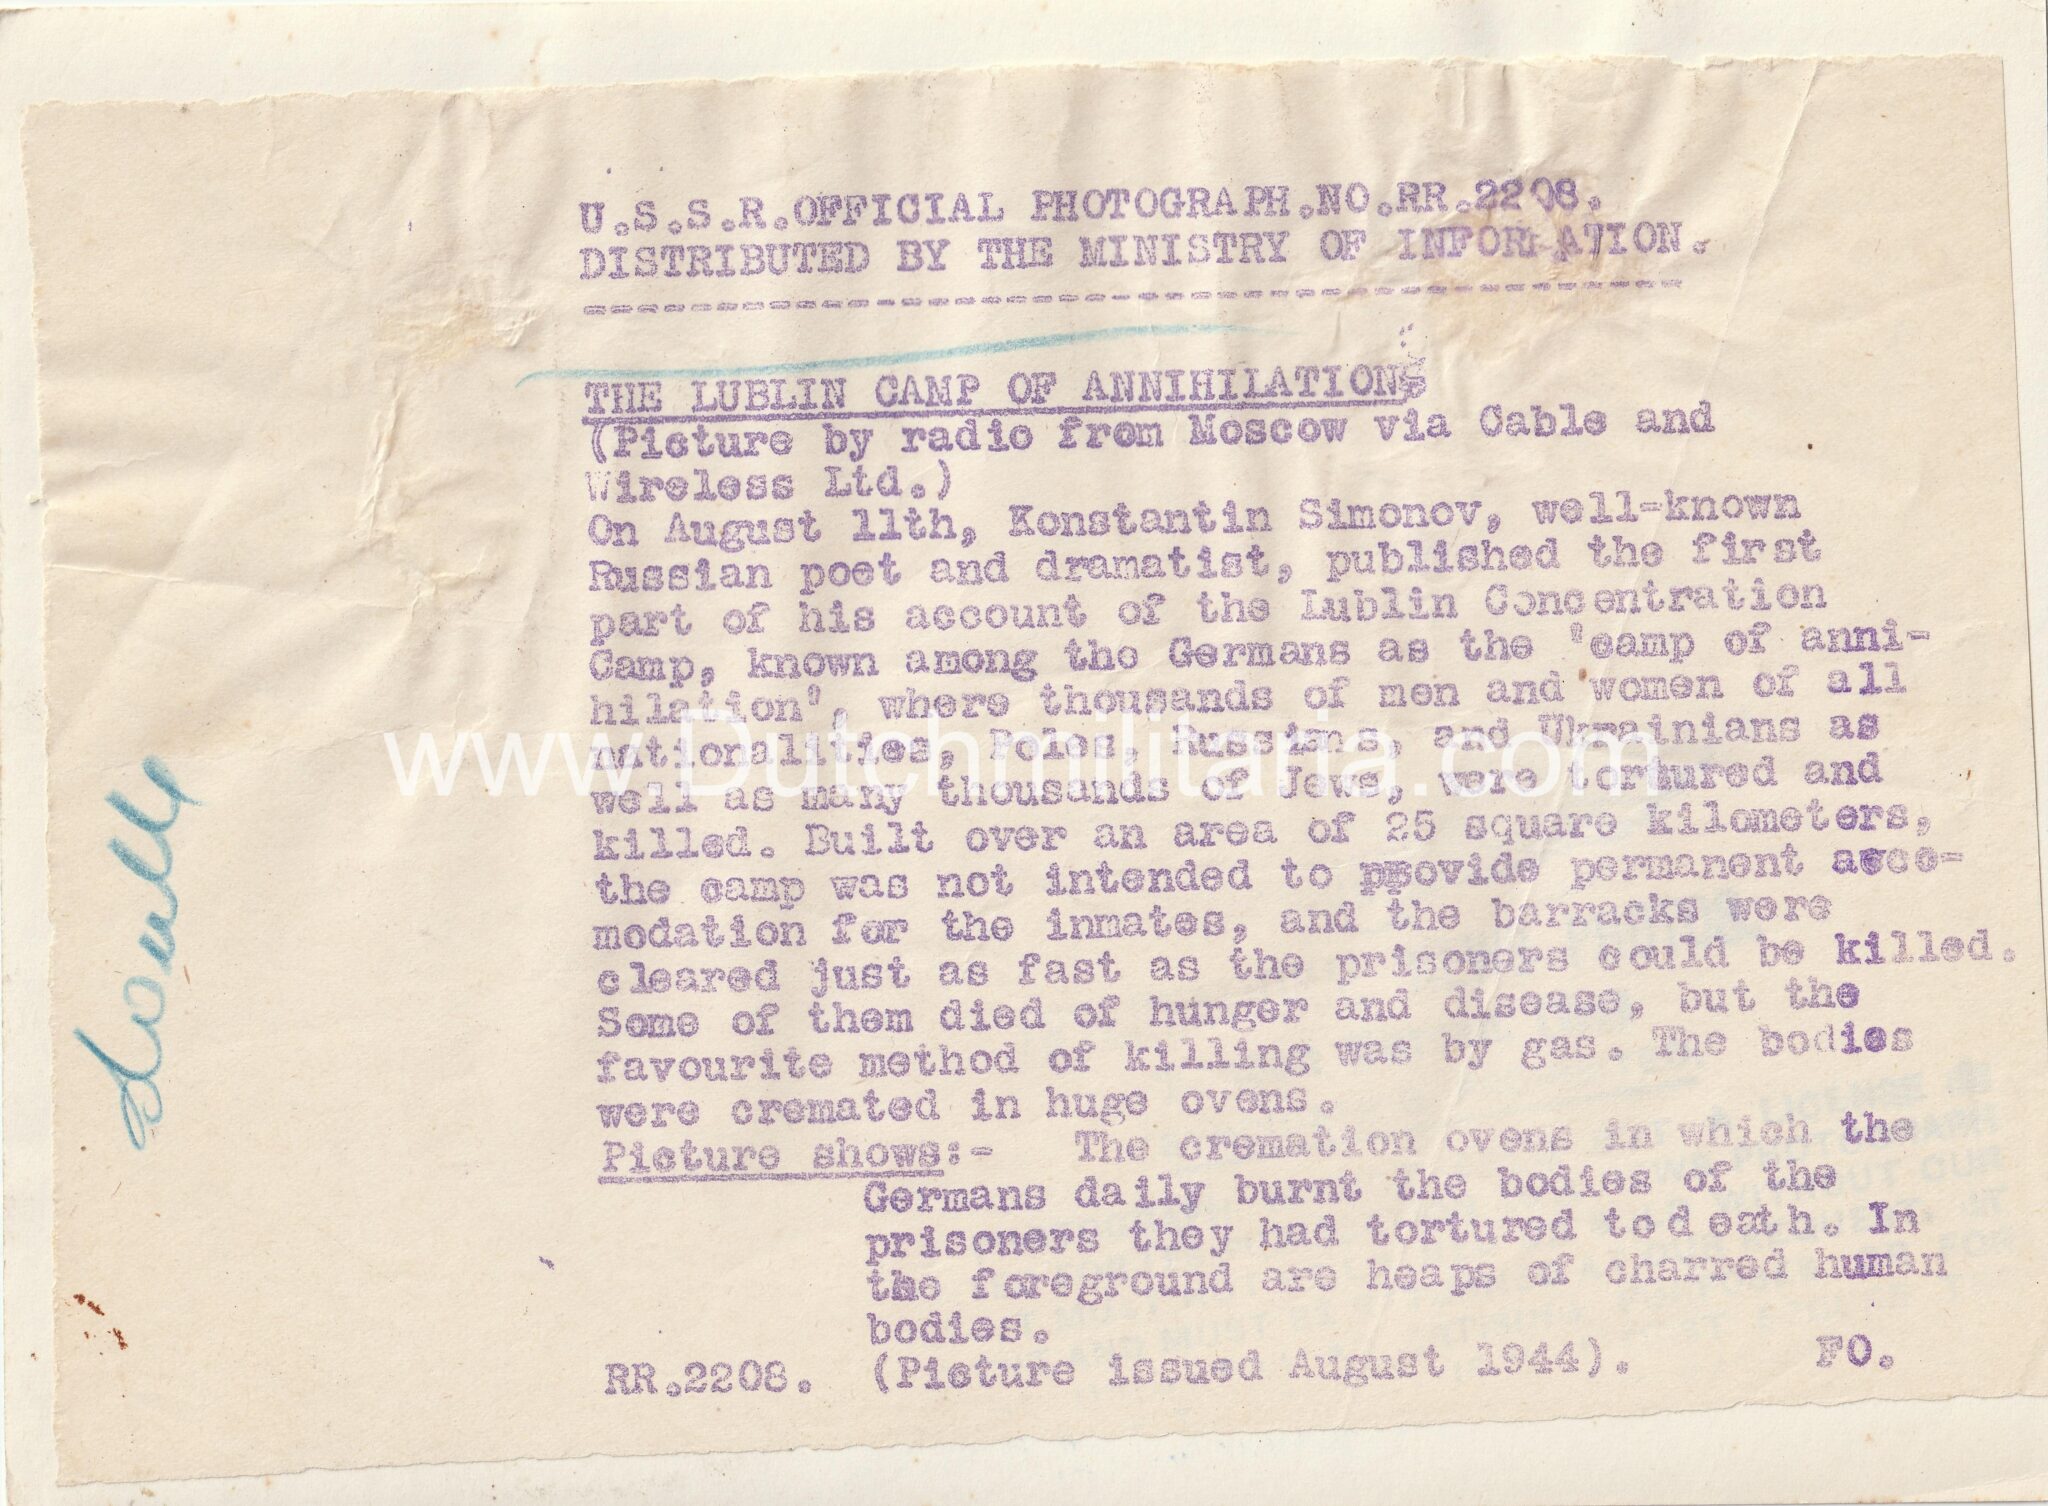 U.S.S.R.OFFICIAL PHOTOGRAPH.NO.RR.2208.
DISTRIBUTED BY THE MINISTRY OF INFORMATION.
-------------------------------------------
THE LUBLIN CAMP OF ANNIHILATION
(Picture by radio from Moscow via Cable and
Wireless Ltd.)
On August 11th, Konstantin Simonov, well-known
Russian poet and dramatist, published the first
part of his account of the Lublin Concentration
Camp, known among the Germans as the 'camp of anni-
hilation', where thousands of men and women of all
nationalities, Poles, Russians, and Ukrainians as
well as many thousands of Jews, were tortured and
killed. Built over an area of 25 square kilometers,
the camp was not intended to provide permanent acco-
modation for the inmates, and the barracks were
cleared just as fast as the prisoners could be killed.
Some of them died of hunger and disease, but the
favourite method of killing was by gas. The bodies
were cremated in huge ovens.
Picture shows:- The cremation ovens in which the
Germans daily burnt the bodies of the
prisoners they had tortured to death. In
the foreground are heaps of charred human
bodies.
RR.2208. (Picture issued August 1944). FO.
www.Dutchmilitaria.com